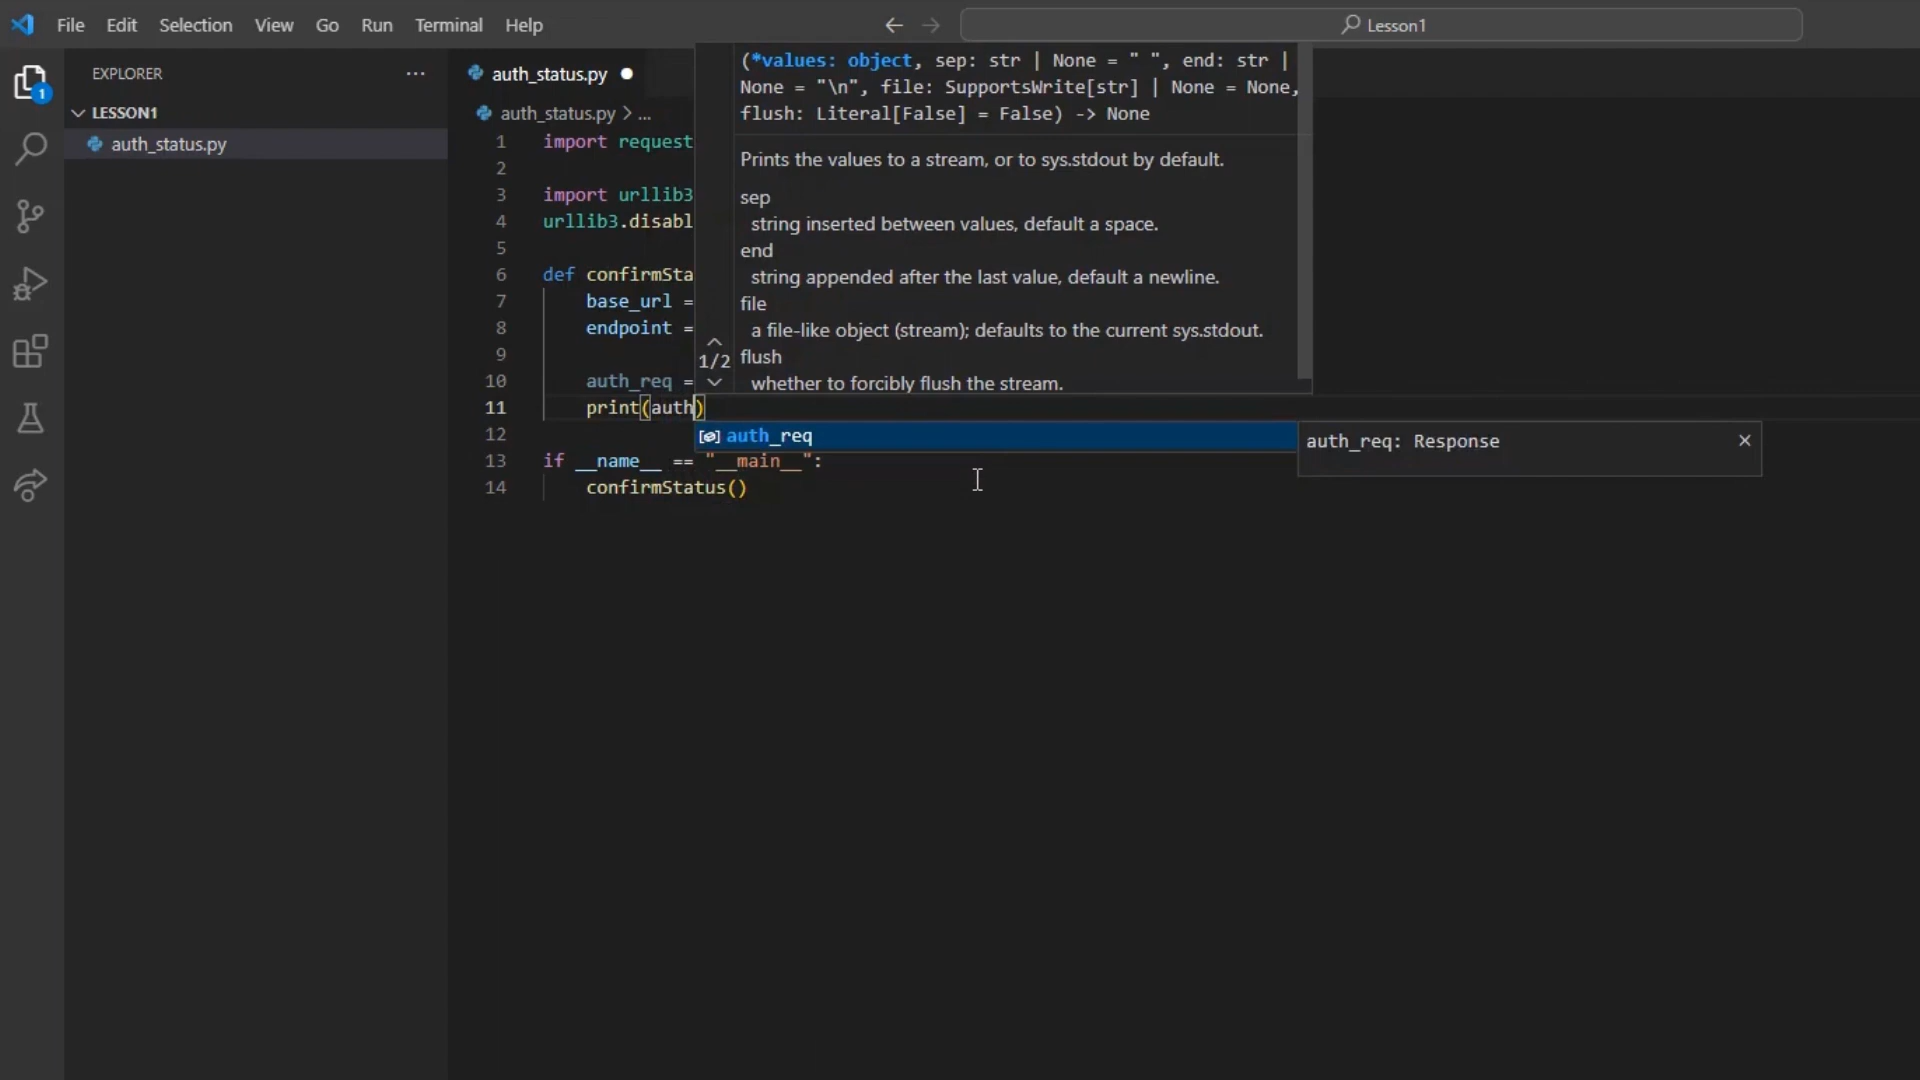 File Edit Selection View Go Run Terminal Help
Lesson1
EXPLORER
1
LESSON1
auth_status.py
auth_status.py
auth_status.py > ...
(*values: object, sep: str | None = " ", end: str |
None = "\n", file: SupportsWrite[str] | None = None,
flush: Literal[False] = False) -> None
Prints the values to a stream, or to sys.stdout by default.
sep
string inserted between values, default a space.
end
string appended after the last value, default a newline.
file
a file-like object (stream); defaults to the current sys.stdout.
flush
whether to forcibly flush the stream.
1/2
1 import request
2
3 import urllib3
4 urllib3.disabl
5
6 def confirmSta
7 base_url =
8 endpoint =
9
10 auth_req =
11 print(auth)
auth_req
auth_req: Response
12
13 if __name__ == "__main__":
14 confirmStatus()